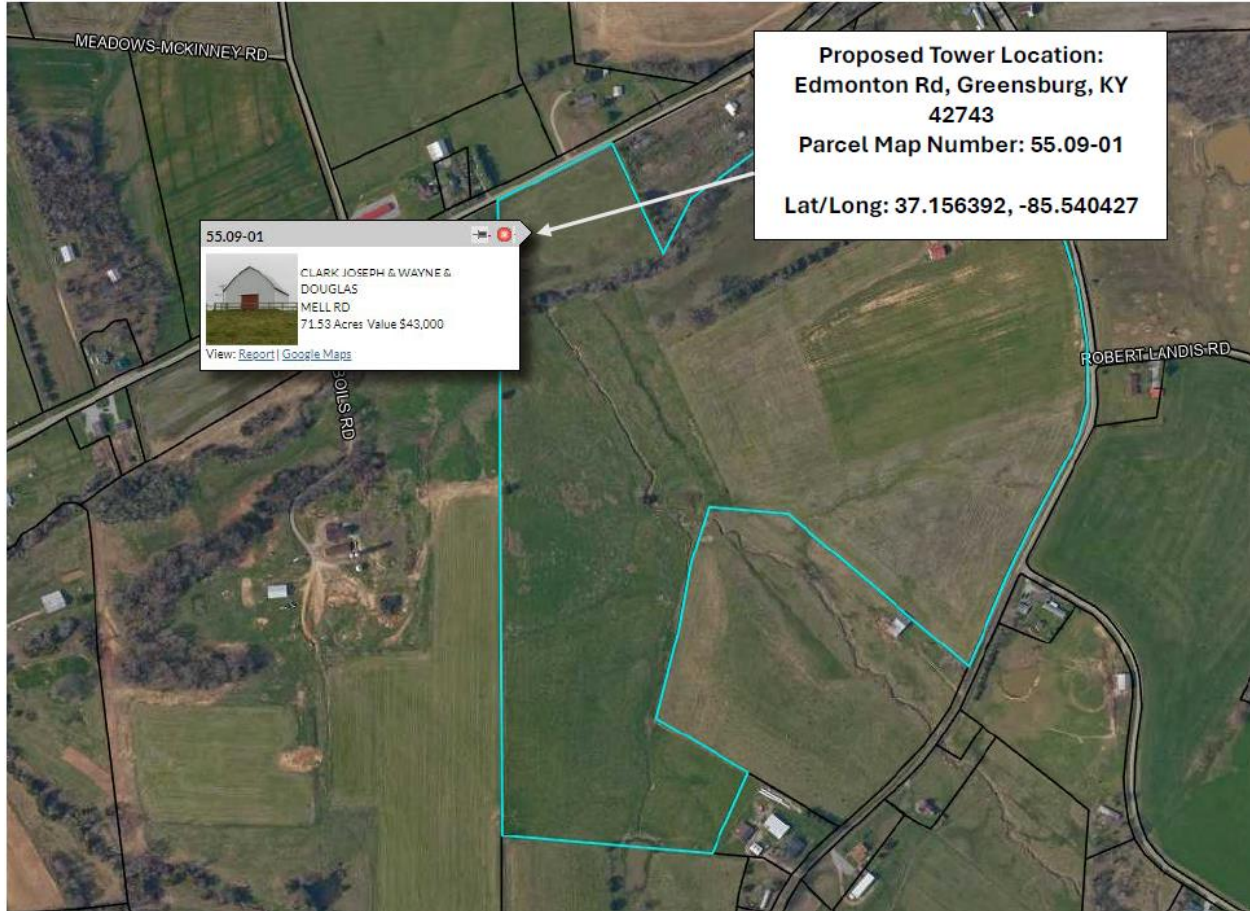 MEADOWS-MCKINNEY RD
Proposed Tower Location:
Edmonton Rd, Greensburg, KY
42743
Parcel Map Number: 55.09-01
Lat/Long: 37.156392, -85.540427
55.09-01
CLARK JOSEPH & WAYNE &
DOUGLAS
MELL RD
71.53 Acres Value $43,000
View: Report | Google Maps
ROBERT LANDIS RD
BOILS RD